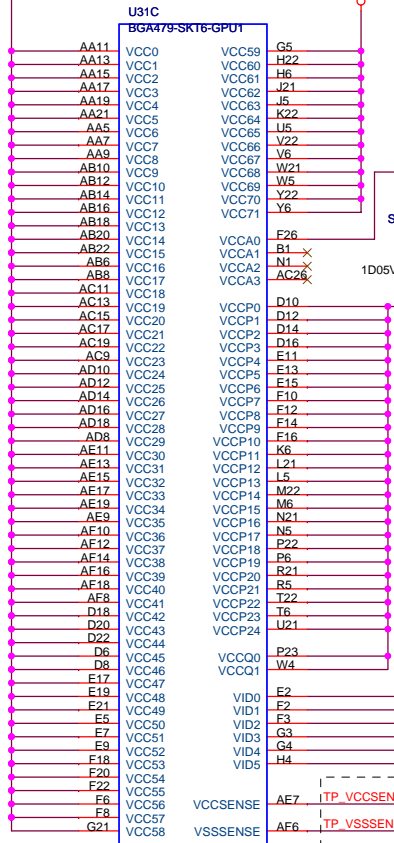 U31C
BGA479-SKT6-GPU1
AA11 VCC0 VCC59 G5
AA13 VCC1 VCC60 H22
AA15 VCC2 VCC61 H6
AA17 VCC3 VCC62 J21
AA19 VCC4 VCC63 J5
AA21 VCC5 VCC64 K22
AA5 VCC6 VCC65 U5
AA7 VCC7 VCC66 V22
AA9 VCC8 VCC67 V6
AB10 VCC9 VCC68 W21
AB12 VCC10 VCC69 W5
AB14 VCC11 VCC70 Y22
AB16 VCC12 VCC71 Y6
AB18 VCC13 S
AB20 VCC14 VCCA0 F26
AB22 VCC15 VCCA1 B1
AB6 VCC16 VCCA2 N1
AB8 VCC17 VCCA3 AC26 1D05V
AC11 VCC18
AC13 VCC19 VCCP0 D10
AC15 VCC20 VCCP1 D12
AC17 VCC21 VCCP2 D14
AC19 VCC22 VCCP3 D16
AC9 VCC23 VCCP4 E11
AD10 VCC24 VCCP5 E13
AD12 VCC25 VCCP6 E15
AD14 VCC26 VCCP7 F10
AD16 VCC27 VCCP8 F12
AD18 VCC28 VCCP9 F14
AD8 VCC29 VCCP10 F16
AE11 VCC30 VCCP11 K6
AE13 VCC31 VCCP12 L21
AE15 VCC32 VCCP13 L5
AE17 VCC33 VCCP14 M22
AE19 VCC34 VCCP15 M6
AE9 VCC35 VCCP16 N21
AF10 VCC36 VCCP17 N5
AF12 VCC37 VCCP18 P22
AF14 VCC38 VCCP19 P6
AF16 VCC39 VCCP20 R21
AF18 VCC40 VCCP21 R5
AF8 VCC41 VCCP22 T22
D18 VCC42 VCCP23 T6
D20 VCC43 VCCP24 U21
D22 VCC44
D6 VCC45 VCCQ0 P23
D8 VCC46 VCCQ1 W4
E17 VCC47
E19 VCC48 VID0 E2
E21 VCC49 VID1 F2
E5 VCC50 VID2 F3
E7 VCC51 VID3 G3
E9 VCC52 VID4 G4
F18 VCC53 VID5 H4
F20 VCC54
F22 VCC55
F6 VCC56 VCCSENSE AE7 TP_VCCSEN
F8 VCC57
G21 VCC58 VSSSENSE AF6 TP_VSSSEN